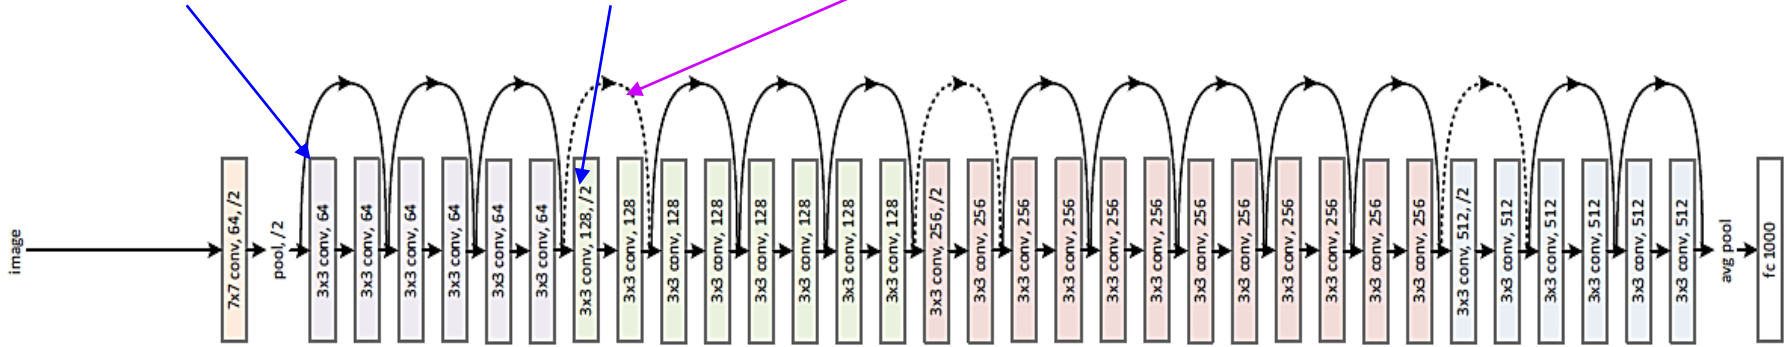 image
7x7 conv, 64, /2
pool, /2
3x3 conv, 64
3x3 conv, 64
3x3 conv, 64
3x3 conv, 64
3x3 conv, 64
3x3 conv, 64
3x3 conv, 128, /2
3x3 conv, 128
3x3 conv, 128
3x3 conv, 128
3x3 conv, 128
3x3 conv, 128
3x3 conv, 128
3x3 conv, 128
3x3 conv, 256, /2
3x3 conv, 256
3x3 conv, 256
3x3 conv, 256
3x3 conv, 256
3x3 conv, 256
3x3 conv, 256
3x3 conv, 256
3x3 conv, 256
3x3 conv, 256
3x3 conv, 256
3x3 conv, 256
3x3 conv, 512, /2
3x3 conv, 512
3x3 conv, 512
3x3 conv, 512
3x3 conv, 512
3x3 conv, 512
avg pool
fc 1000